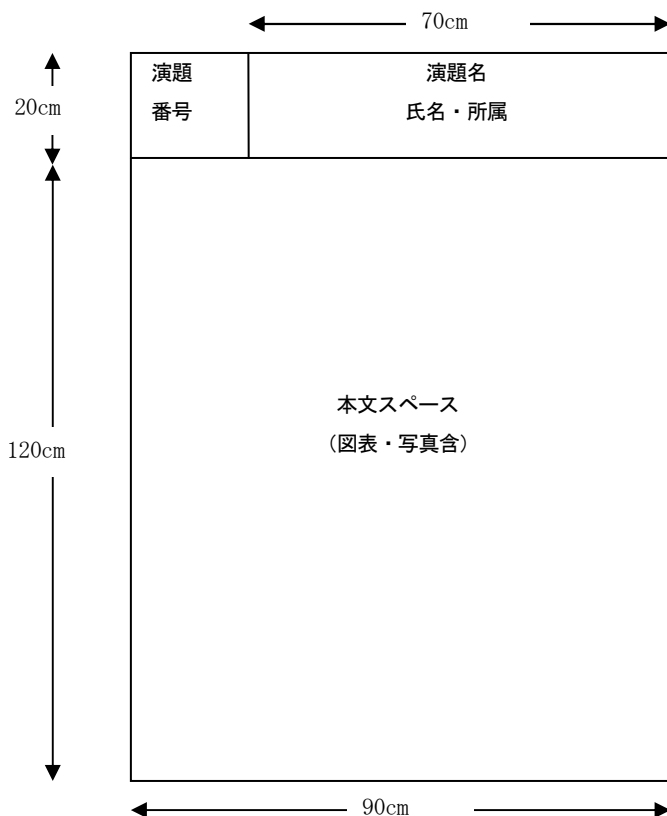 70cm
演題
番号
演題名
氏名・所属
20cm
本文スペース
（図表・写真含）
120cm
90cm